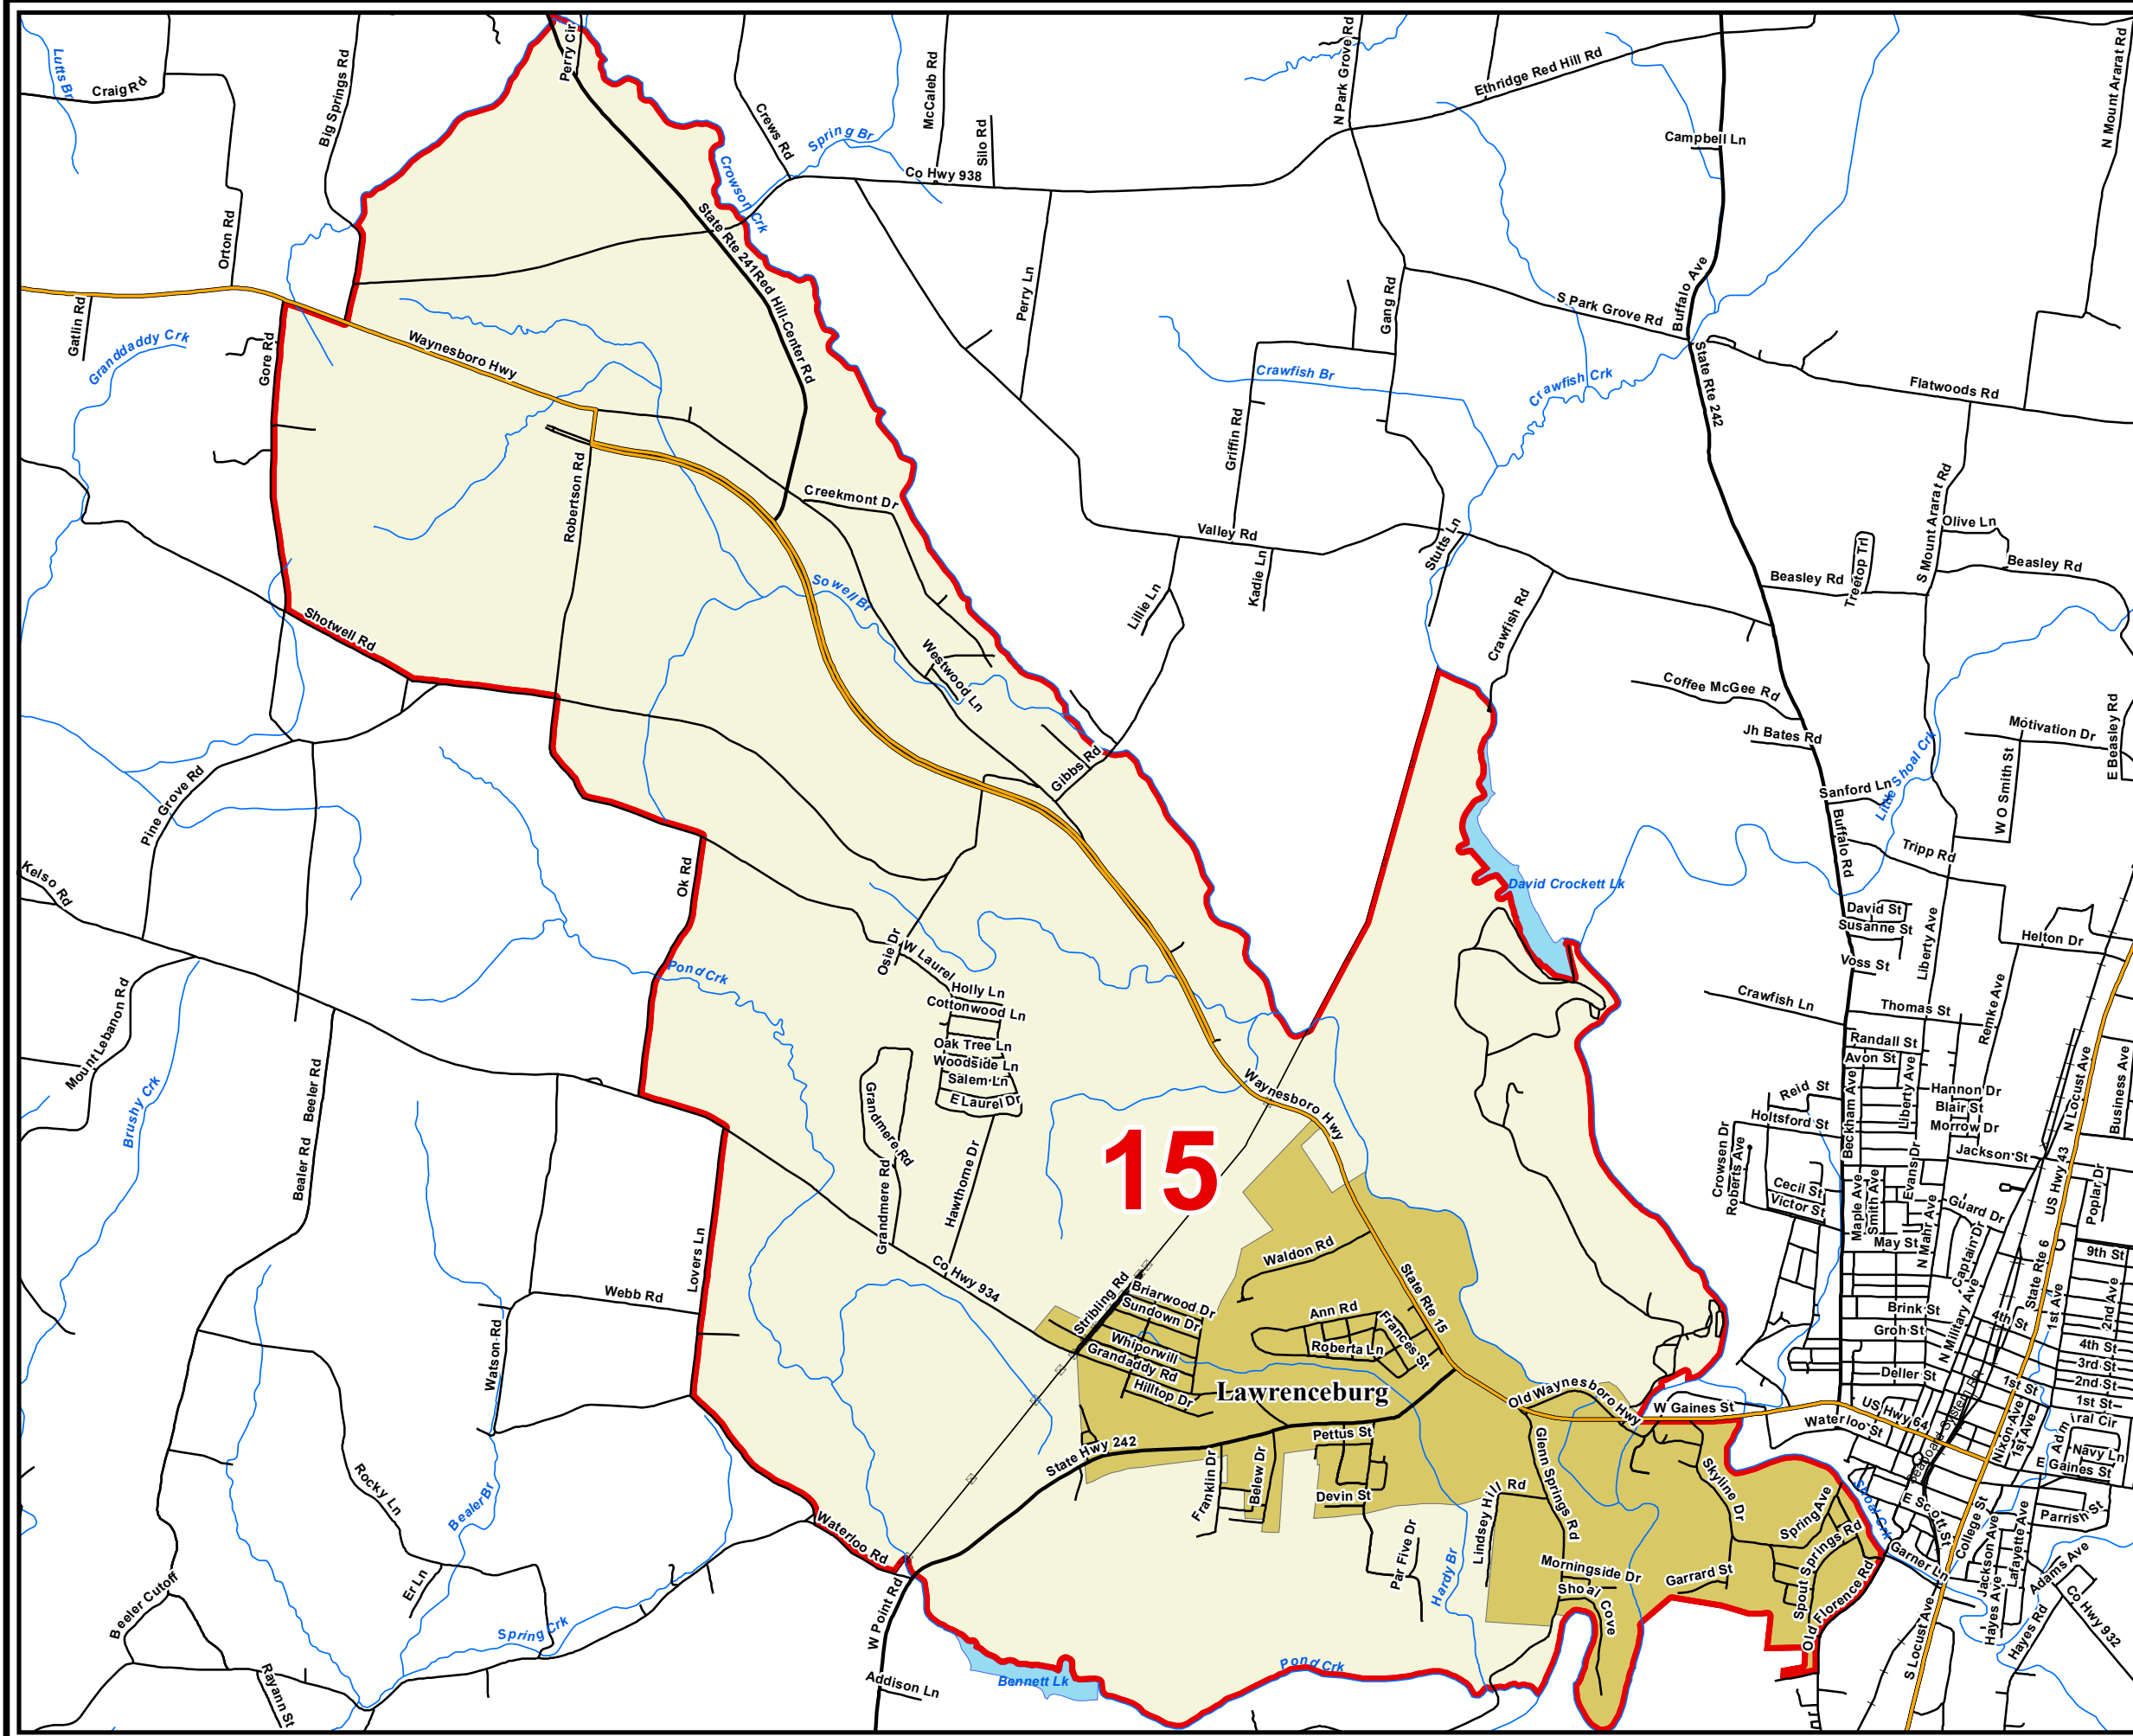 Lutts Br
Craig Rd
Big Springs Rd
Perry Cir
Crews Rd
Spring Br
McCaleb Rd
Silo Rd
Co Hwy 938
N Park Grove Rd
Ethridge Red Hill Rd
Campbell Ln
N Mount Ararat Rd
Orton Rd
Crowson Crk
State Rte 241
Red Hill-Center Rd
Perry Ln
Gang Rd
S Park Grove Rd
Buffalo Ave
Gatlin Rd
Granddaddy Crk
Gore Rd
Waynesboro Hwy
Crawfish Br
Crawfish Crk
State Rte 242
Flatwoods Rd
Griffin Rd
Robertson Rd
Creekmont Dr
Valley Rd
Stutts Ln
Kadie Ln
Lillie Ln
S Mount Ararat Rd
Olive Ln
Beasley Rd
Treetop Trl
Beasley Rd
Sowell Br
Shotwell Rd
Westwood Ln
Crawfish Rd
Coffee McGee Rd
Jh Bates Rd
Motivation Dr
E Beasley Rd
Little Shoal Crk
W O Smith St
Gibbs Rd
Sanford Ln
Buffalo Rd
Tripp Rd
Pine Grove Rd
Kelso Rd
Ok Rd
David Crockett Lk
David St
Susanne St
Voss St
Liberty Ave
Helton Dr
Osie Dr
W Laurel
Holly Ln
Cottonwood Ln
Oak Tree Ln
Woodside Ln
Salem Ln
E Laurel Dr
Pond Crk
Crawfish Ln
Thomas St
Remke Ave
Randall St
Avon St
Mount Lebanon Rd
Brushy Crk
Beeler Rd
Bealer Rd
Grandmere Rd
Grandmere Rd
Hawthorne Dr
Waynesboro Hwy
15
Reid St
Holtsford St
Beckham Ave
Liberty Ave
Hannon Dr
Blair St
Morrow Dr
Jackson St
N Locust Ave
Business Ave
US Hwy 43
Crowsen Dr
Roberts Ave
Cecil St
Victor St
Maple Ave
Smith Ave
Evans Dr
N Mahr Ave
Guard Dr
Captain Dr
Poplar Dr
May St
9th St
State Rte 6
Lovers Ln
Webb Rd
Watson Rd
Co Hwy 934
Stribling Rd
Briarwood Dr
Sundown Dr
Whiporwill
Grandaddy Rd
Hilltop Dr
Waldon Rd
Ann Rd
Frances St
Roberta Ln
State Rte 15
Lawrenceburg
Brink St
Groh St
N Military Ave
4th St
1st Ave
2nd Ave
4th St
3rd St
2nd St
1st St
Deller St
1st St
Old Waynesboro Hwy
W Gaines St
US Hwy 64
Waterloo St
Nixon Ave
1st Ave
Adm
iral Cir
Navy Ln
E Gaines St
State Hwy 242
Pettus St
Franklin Dr
Belew Dr
Devin St
Lindsey Hill Rd
Glenn Springs Rd
Skyline Dr
Spring Ave
Shoal Crk
E Scott St
College St
Parrish St
Rocky Ln
Bealer Br
Waterloo Rd
W Point Rd
Par Five Dr
Hardy Br
Morningside Dr
Shoal
Cove
Garrard St
Spout Springs Rd
Old Florence Rd
Garner Ln
Jackson Ave
Lafayette Ave
Adams Ave
Hayes Ave
Hayes Rd
Co Hwy 932
S Locust Ave
Er Ln
Beeler Cutoff
Spring Crk
Rayann St
Addison Ln
Bennett Lk
Pond Crk